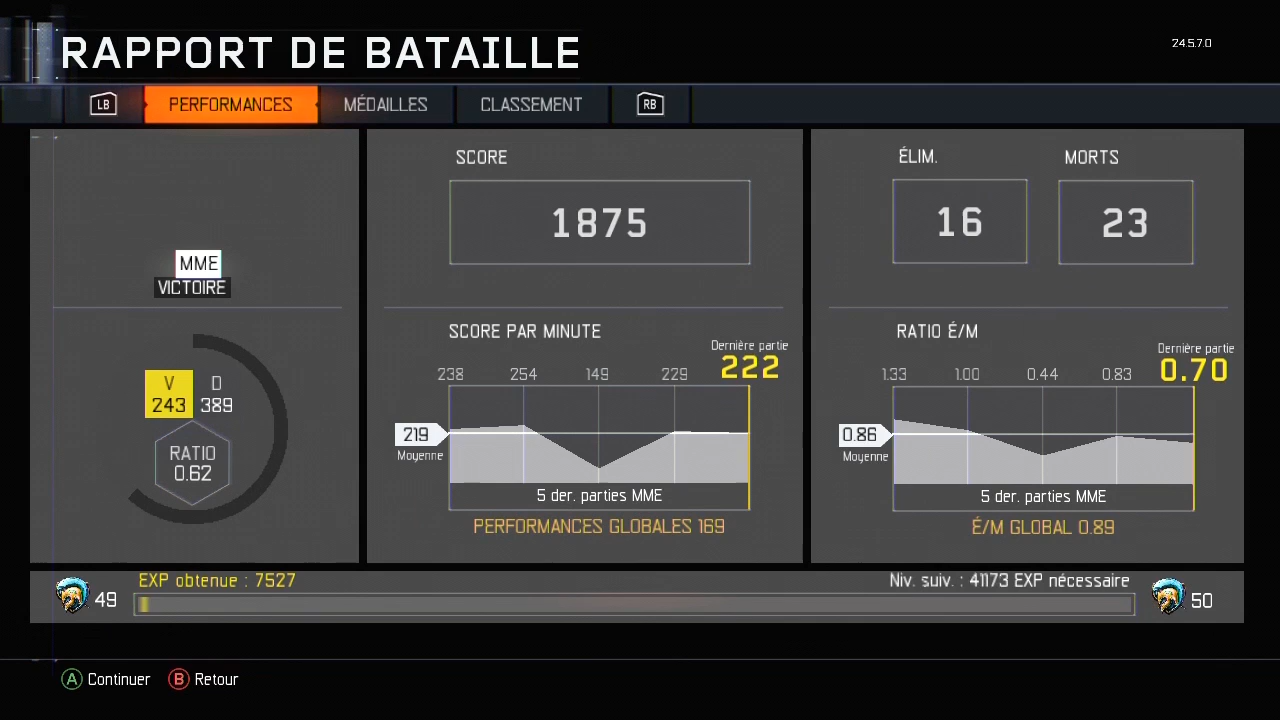 RAPPORT DE BATAILLE
24.5.7.0
LB PERFORMANCES MÉDAILLES CLASSEMENT RB
MME
VICTOIRE
V D
243 389
RATIO
0.62
SCORE
1875
SCORE PAR MINUTE
Dernière partie
222
238 254 149 229
219
Moyenne
5 der. parties MME
PERFORMANCES GLOBALES 169
ÉLIM. MORTS
16 23
RATIO É/M
Dernière partie
0.70
1.33 1.00 0.44 0.83
0.86
Moyenne
5 der. parties MME
É/M GLOBAL 0.89
EXP obtenue : 7527 Niv. suiv. : 41173 EXP nécessaire
49 50
A Continuer B Retour